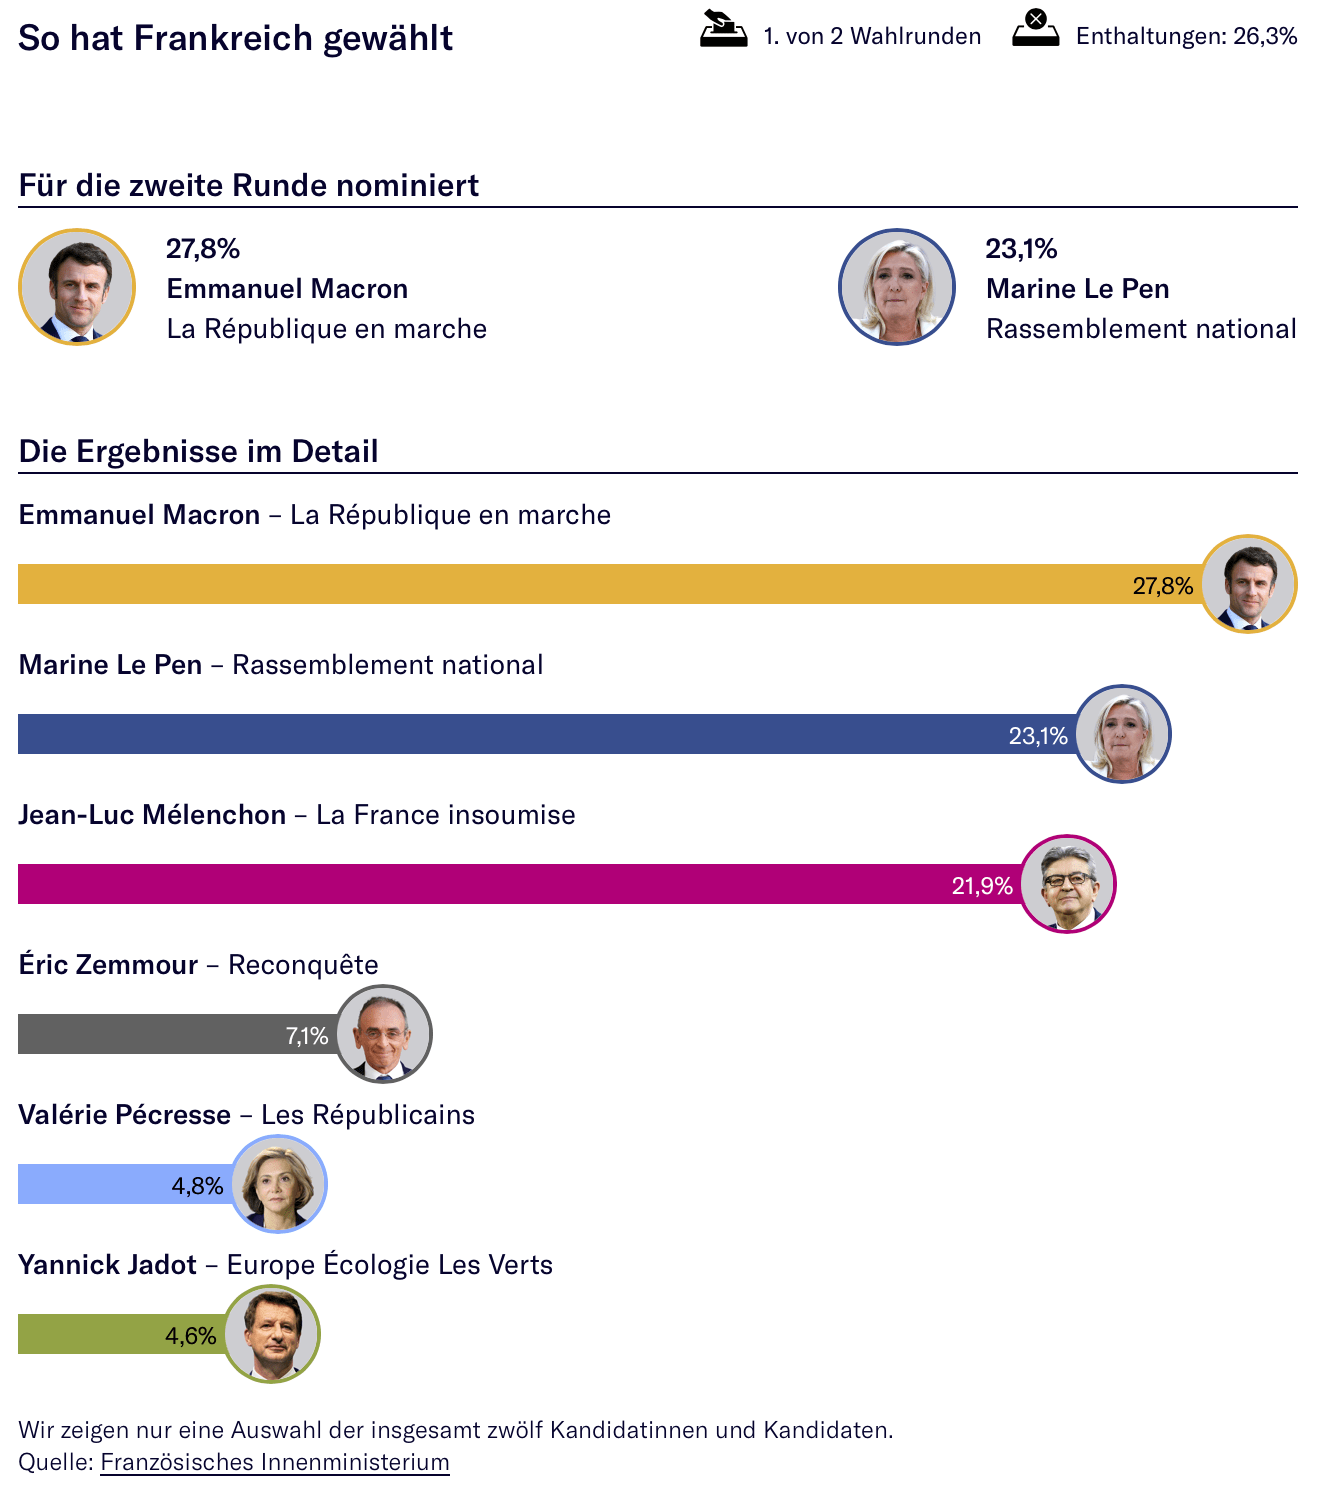 So hat Frankreich gewählt
1. von 2 Wahlrunden
Enthaltungen: 26,3%
Für die zweite Runde nominiert
27,8%
Emmanuel Macron
La République en marche
23,1%
Marine Le Pen
Rassemblement national
Die Ergebnisse im Detail
Emmanuel Macron – La République en marche
27,8%
Marine Le Pen – Rassemblement national
23,1%
Jean-Luc Mélenchon – La France insoumise
21,9%
Éric Zemmour – Reconquête
7,1%
Valérie Pécresse – Les Républicains
4,8%
Yannick Jadot – Europe Écologie Les Verts
4,6%
Wir zeigen nur eine Auswahl der insgesamt zwölf Kandidatinnen und Kandidaten.
Quelle: Französisches Innenministerium